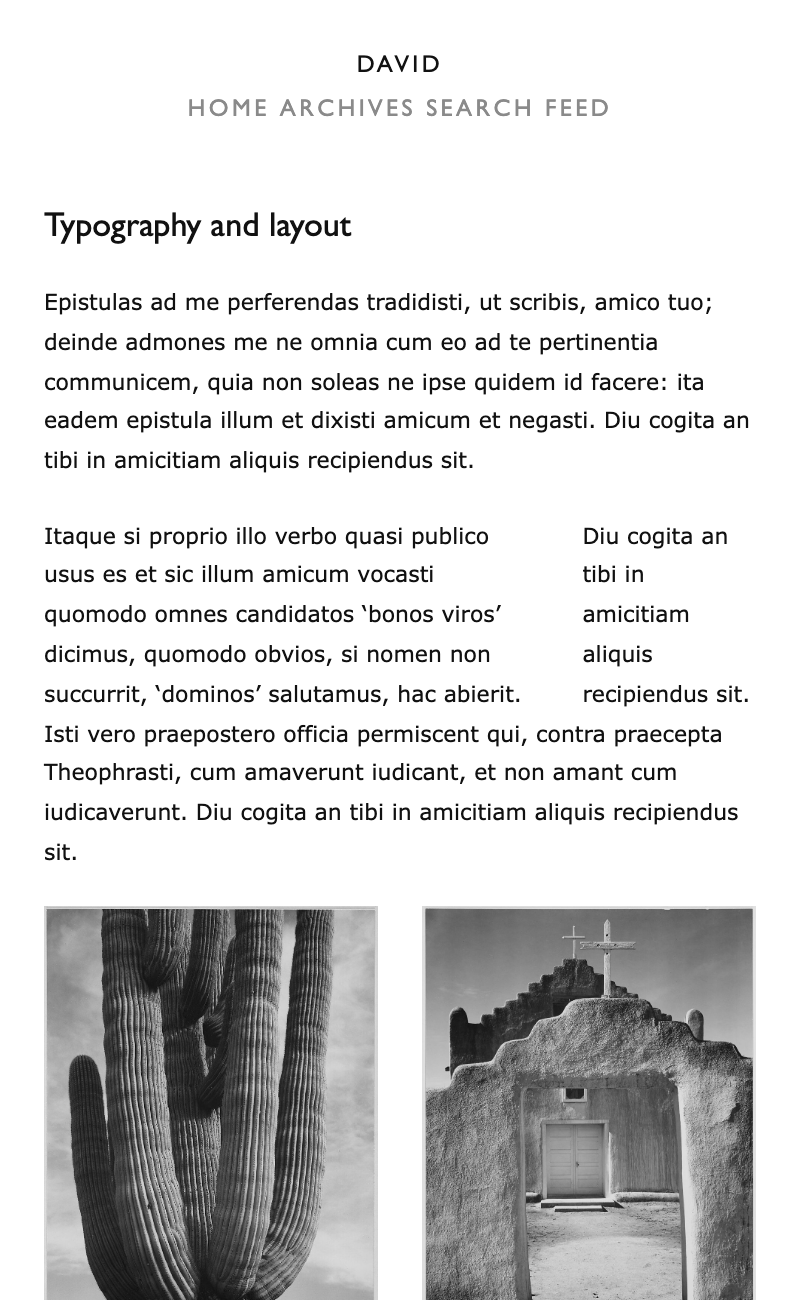 DAVID
HOME ARCHIVES SEARCH FEED
Typography and layout
Epistulas ad me perferendas tradidisti, ut scribis, amico tuo;
deinde admones me ne omnia cum eo ad te pertinentia
communicem, quia non soleas ne ipse quidem id facere: ita
eadem epistula illum et dixisti amicum et negasti. Diu cogita an
tibi in amicitiam aliquis recipiendus sit.
Itaque si proprio illo verbo quasi publico
usus es et sic illum amicum vocasti
quomodo omnes candidatos ‘bonos viros’
dicimus, quomodo obvios, si nomen non
succurrit, ‘dominos’ salutamus, hac abierit.
Diu cogita an
tibi in
amicitiam
aliquis
recipiendus sit.
Isti vero praepostero officia permiscent qui, contra praecepta
Theophrasti, cum amaverunt iudicant, et non amant cum
iudicaverunt. Diu cogita an tibi in amicitiam aliquis recipiendus
sit.